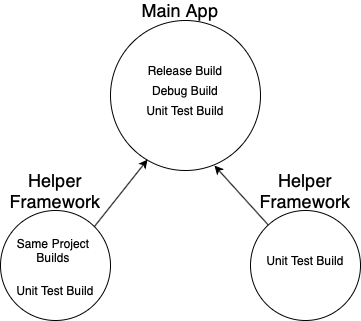 Main App
Release Build
Debug Build
Unit Test Build
Helper
Framework
Same Project
Builds
Unit Test Build
Helper
Framework
Unit Test Build